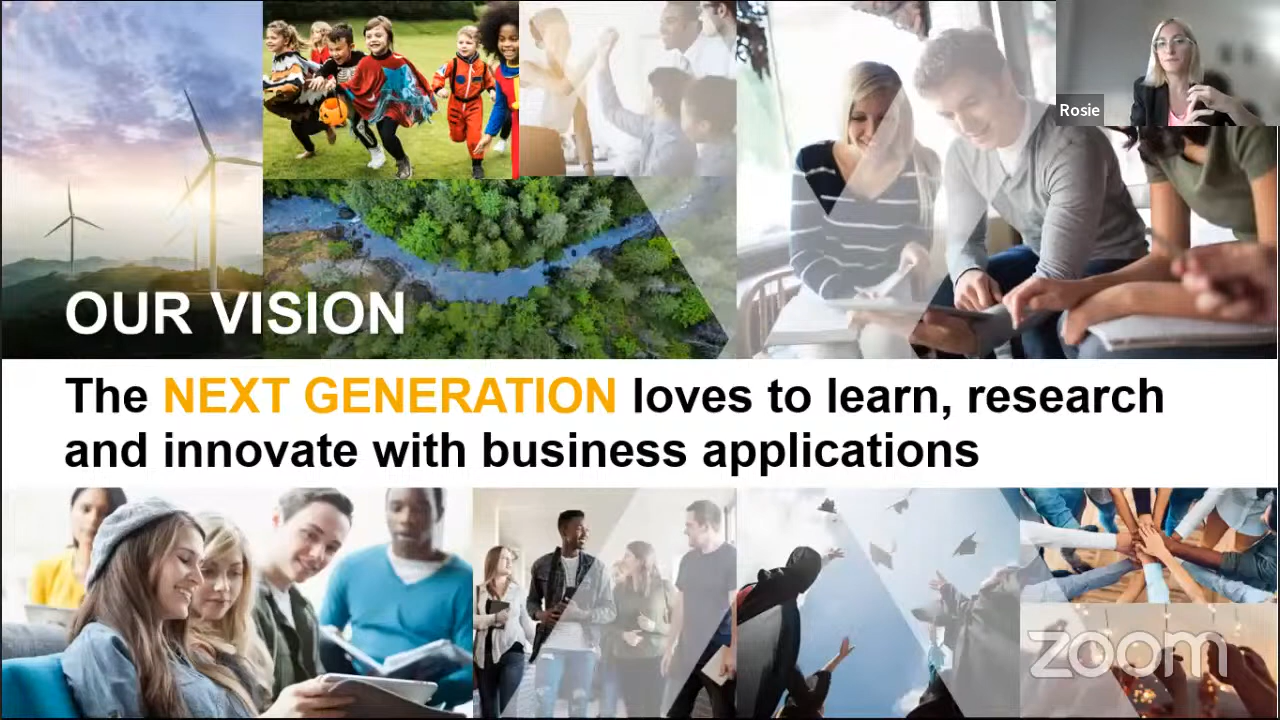 Rosie
OUR VISION
The NEXT GENERATION loves to learn, research
and innovate with business applications
zoom